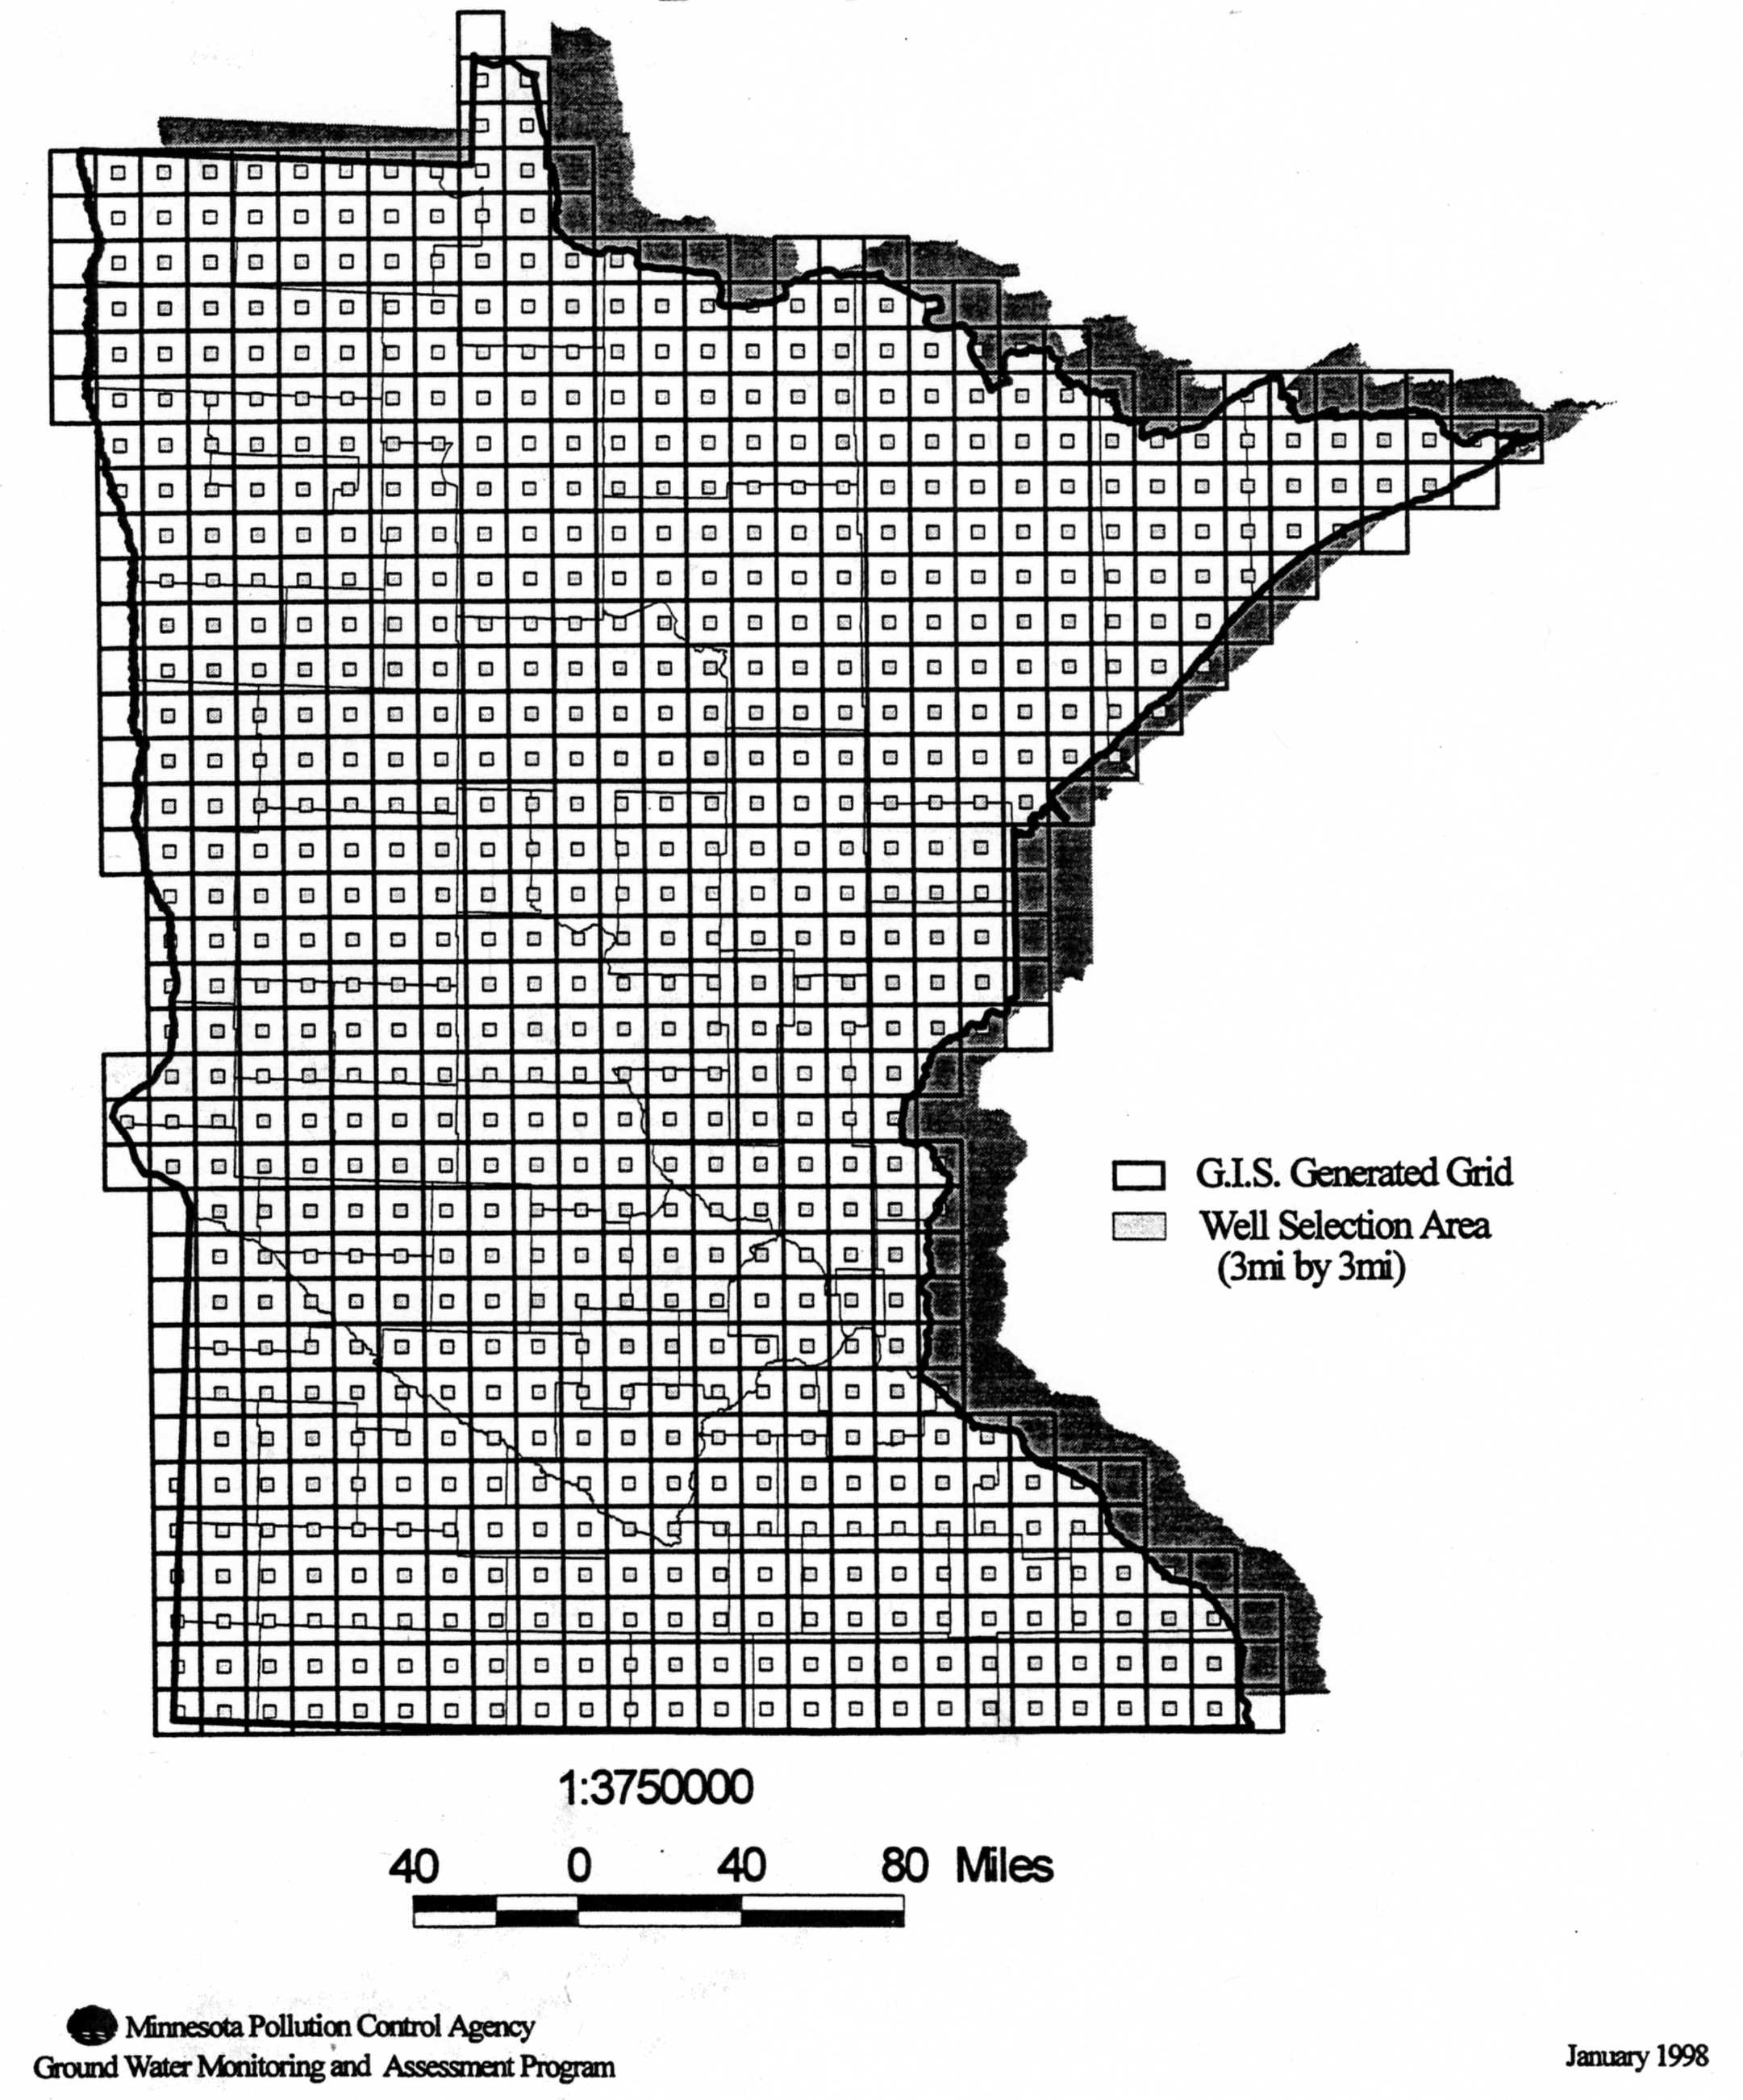 G.I.S. Generated Grid
Well Selection Area
(3mi by 3mi)
1:3750000
40 0 40 80 Miles
Minnesota Pollution Control Agency
Ground Water Monitoring and Assessment Program
January 1998